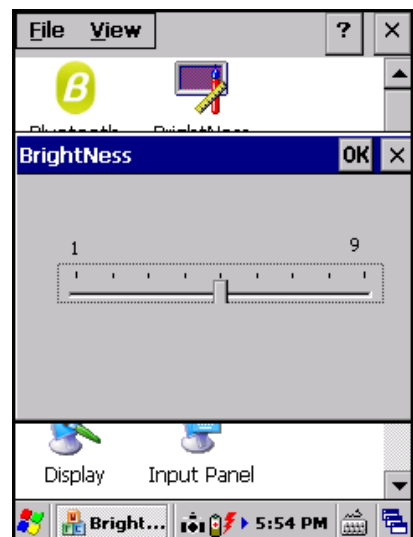 File View ? ×
BrightNess OK ×
1 9
Display Input Panel
Bright... 5:54 PM